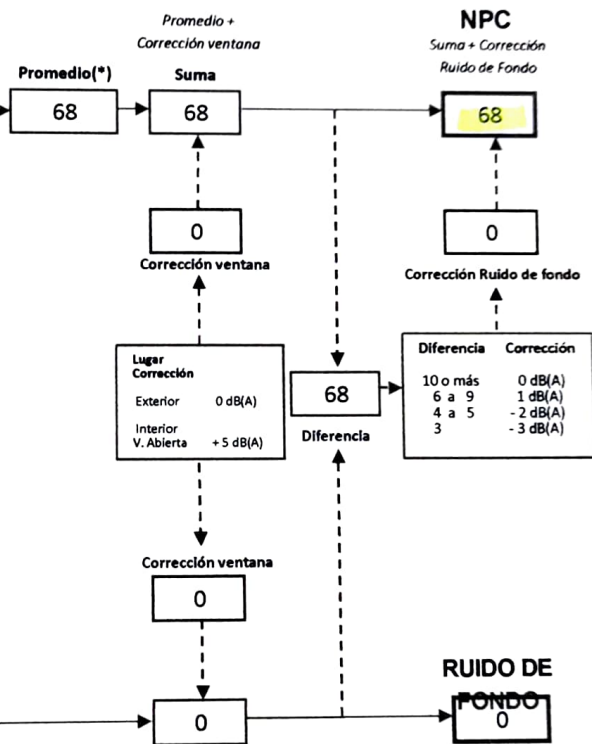 Promedio +
Corrección ventana
NPC
Suma + Corrección
Ruido de Fondo
Promedio(*)
Suma
68
68
68
0
0
Corrección ventana
Corrección Ruido de fondo
Lugar
Corrección
Exterior 0 dB(A)
Interior
V. Abierta + 5 dB(A)
68
Diferencia
Diferencia Corrección
10 o más 0 dB(A)
6 a 9 1 dB(A)
4 a 5 - 2 dB(A)
3 - 3 dB(A)
Corrección ventana
0
RUIDO DE
FONDO
0
0